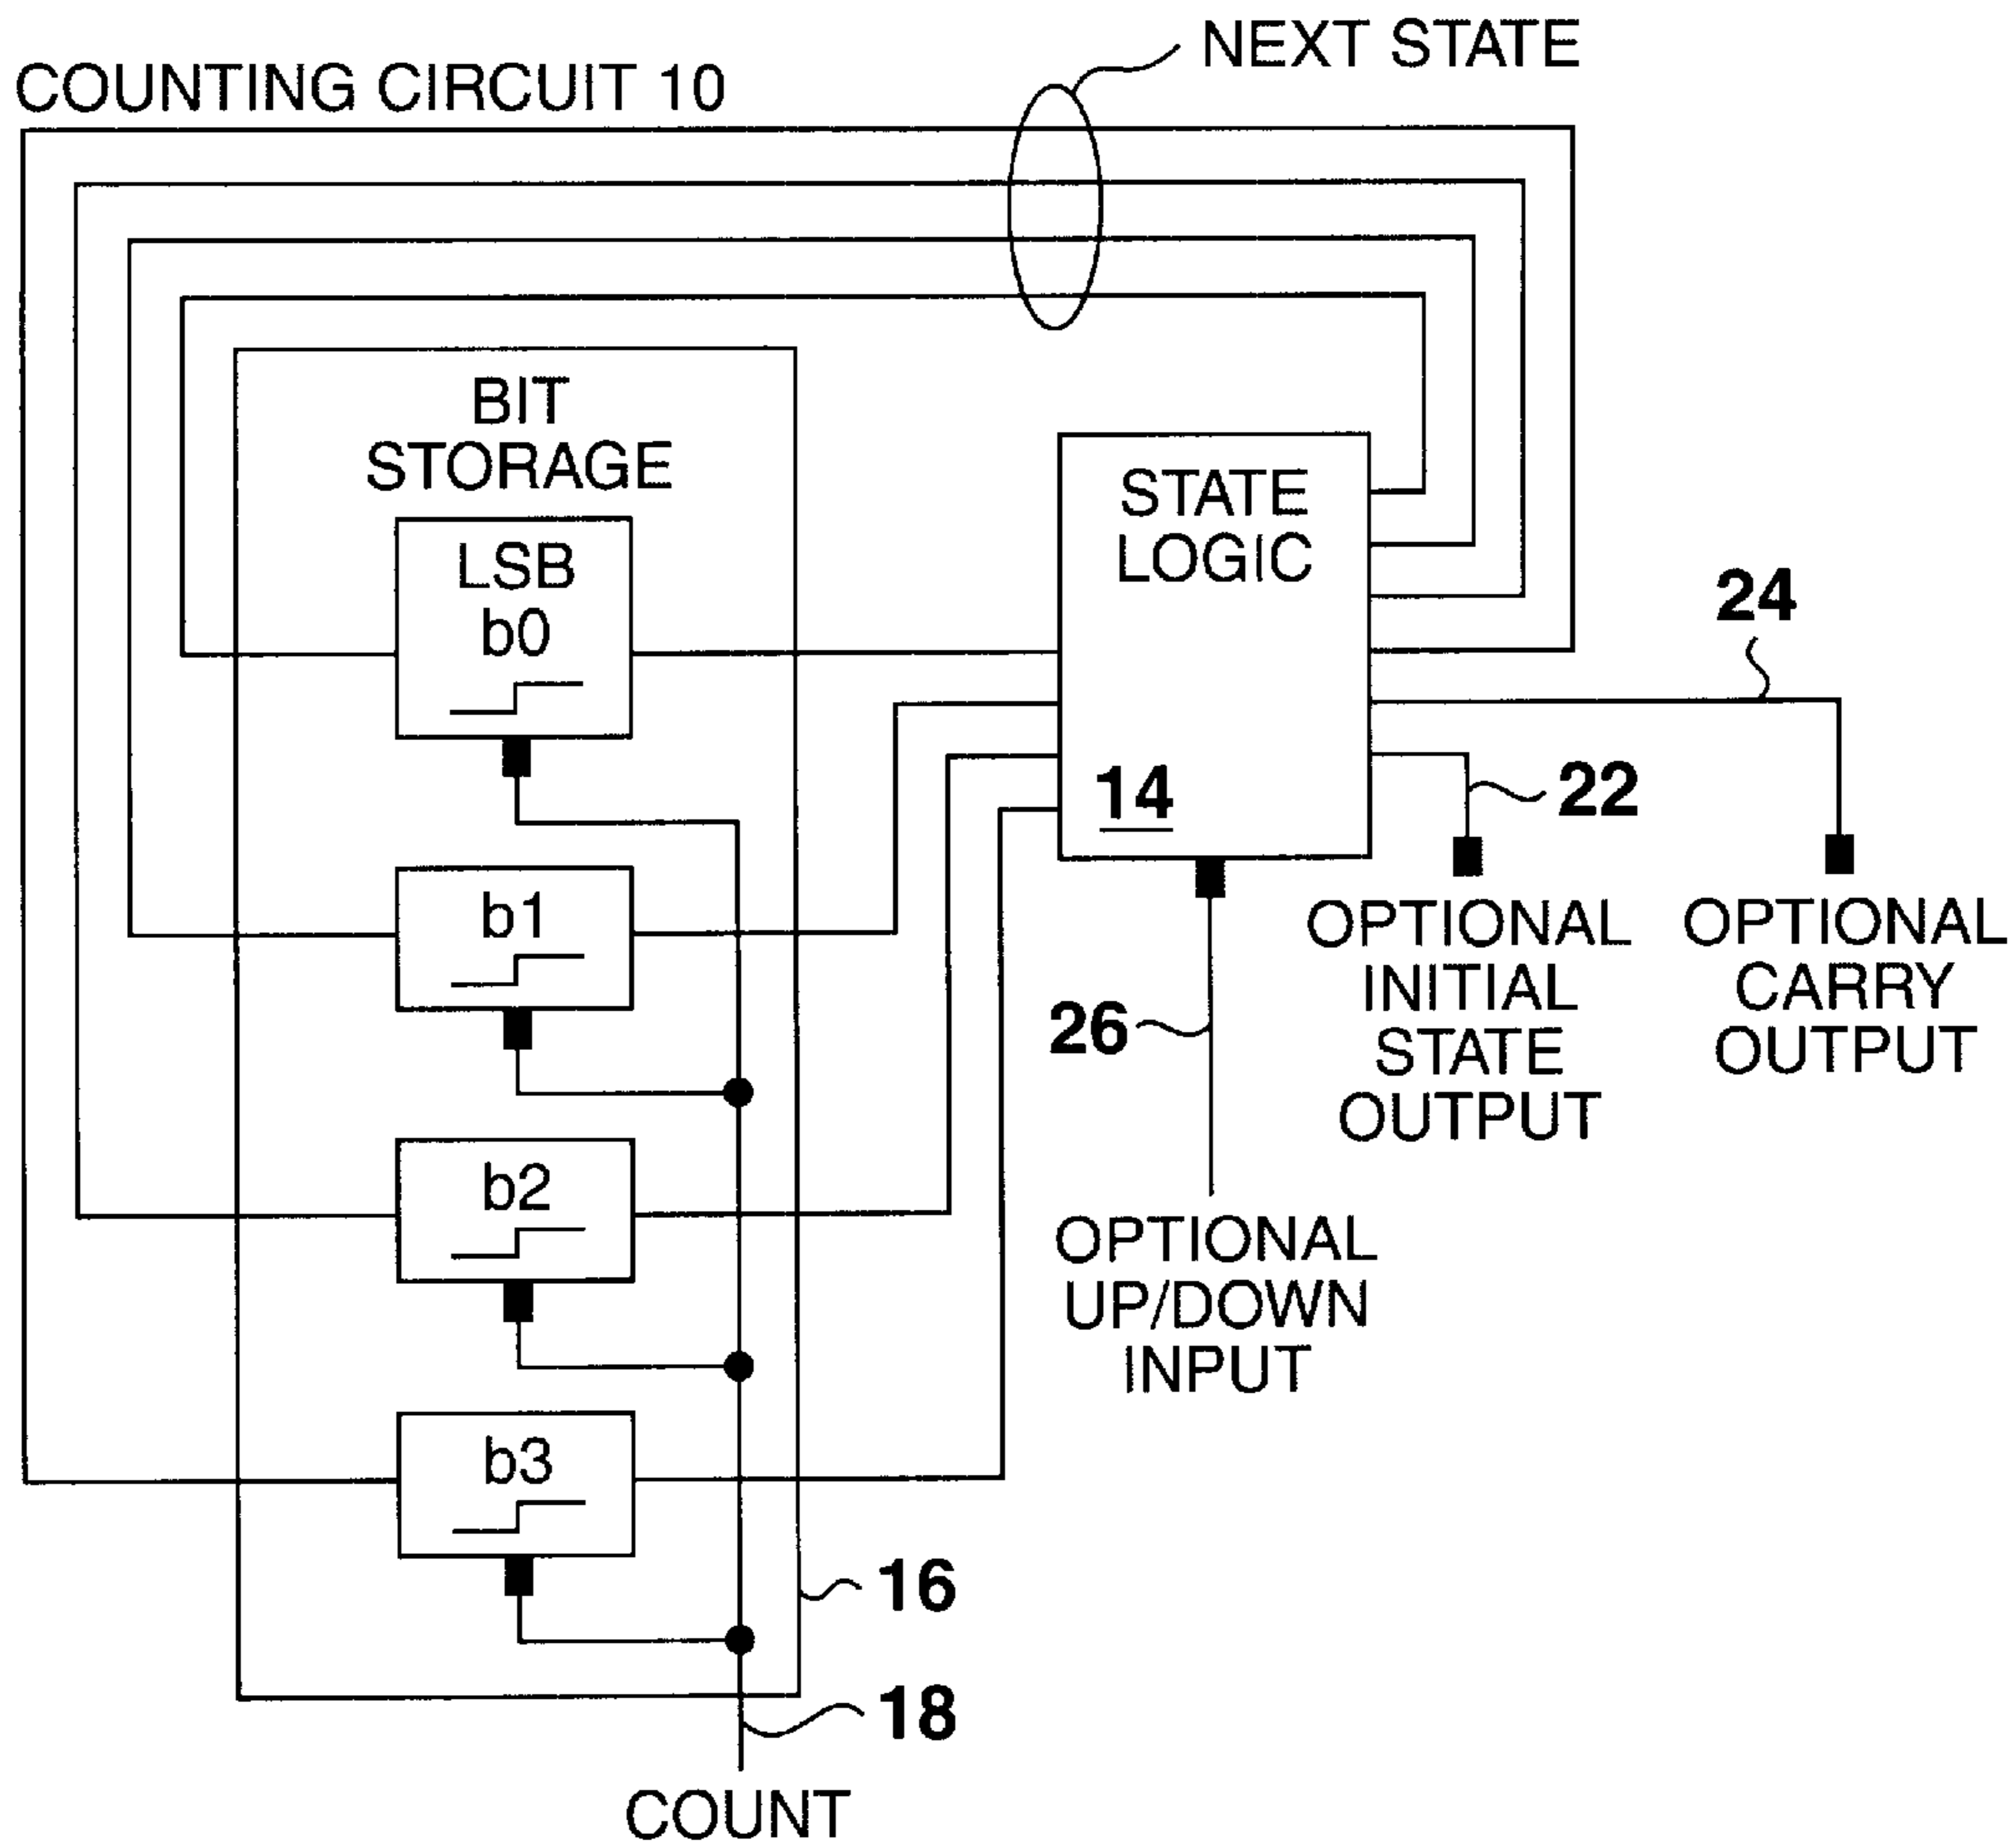 NEXT STATE
COUNTING CIRCUIT 10
BIT
STORAGE
LSB
b0
b1
b2
b3
16
18
COUNT
STATE
LOGIC
14
24
22
26
OPTIONAL
INITIAL
STATE
OUTPUT
OPTIONAL
CARRY
OUTPUT
OPTIONAL
UP/DOWN
INPUT